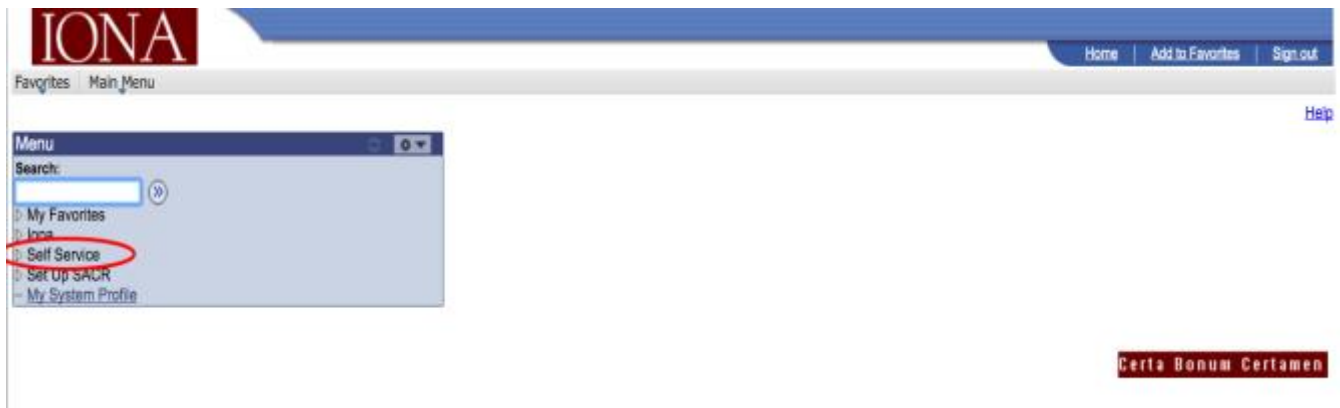 IONA
Home | Add to Favorites | Sign out
Favorites Main Menu
Help
Menu
Search:
My Favorites
Iona
Self Service
Set Up SACR
My System Profile
Certa Bonum Certamen